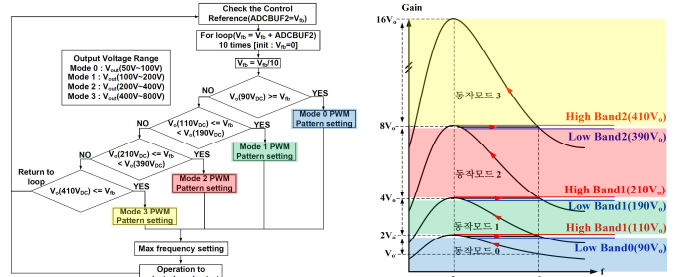 Check the Control
Reference(ADCBUF2=Vfb)
For loop(Vfb = Vfb + ADCBUF2)
10 times [init : Vfb=0]
Vfb = Vfb/10
Output Voltage Range
Mode 0 : Vout(50V~100V)
Mode 1 : Vout(100V~200V)
Mode 2 : Vout(200V~400V)
Mode 3 : Vout(400V~800V)
NO
Vo(90VDC) >= Vfb
YES
Mode 0 PWM
Pattern setting
NO
Vo(110VDC) <= Vfb
< Vo(190VDC)
YES
Mode 1 PWM
Pattern setting
NO
Vo(210VDC) <= Vfb
< Vo(390VDC)
YES
Mode 2 PWM
Pattern setting
Return to
loop
Vo(410VDC) <= Vfb
YES
Mode 3 PWM
Pattern setting
Max frequency setting
Operation to
Gain
16Vo
8Vo
4Vo
2Vo
Vo
동작모드 3
동작모드 2
동작모드 1
동작모드 0
High Band2(410Vo)
Low Band2(390Vo)
High Band1(210Vo)
Low Band1(190Vo)
High Band1(110Vo)
Low Band0(90Vo)
f